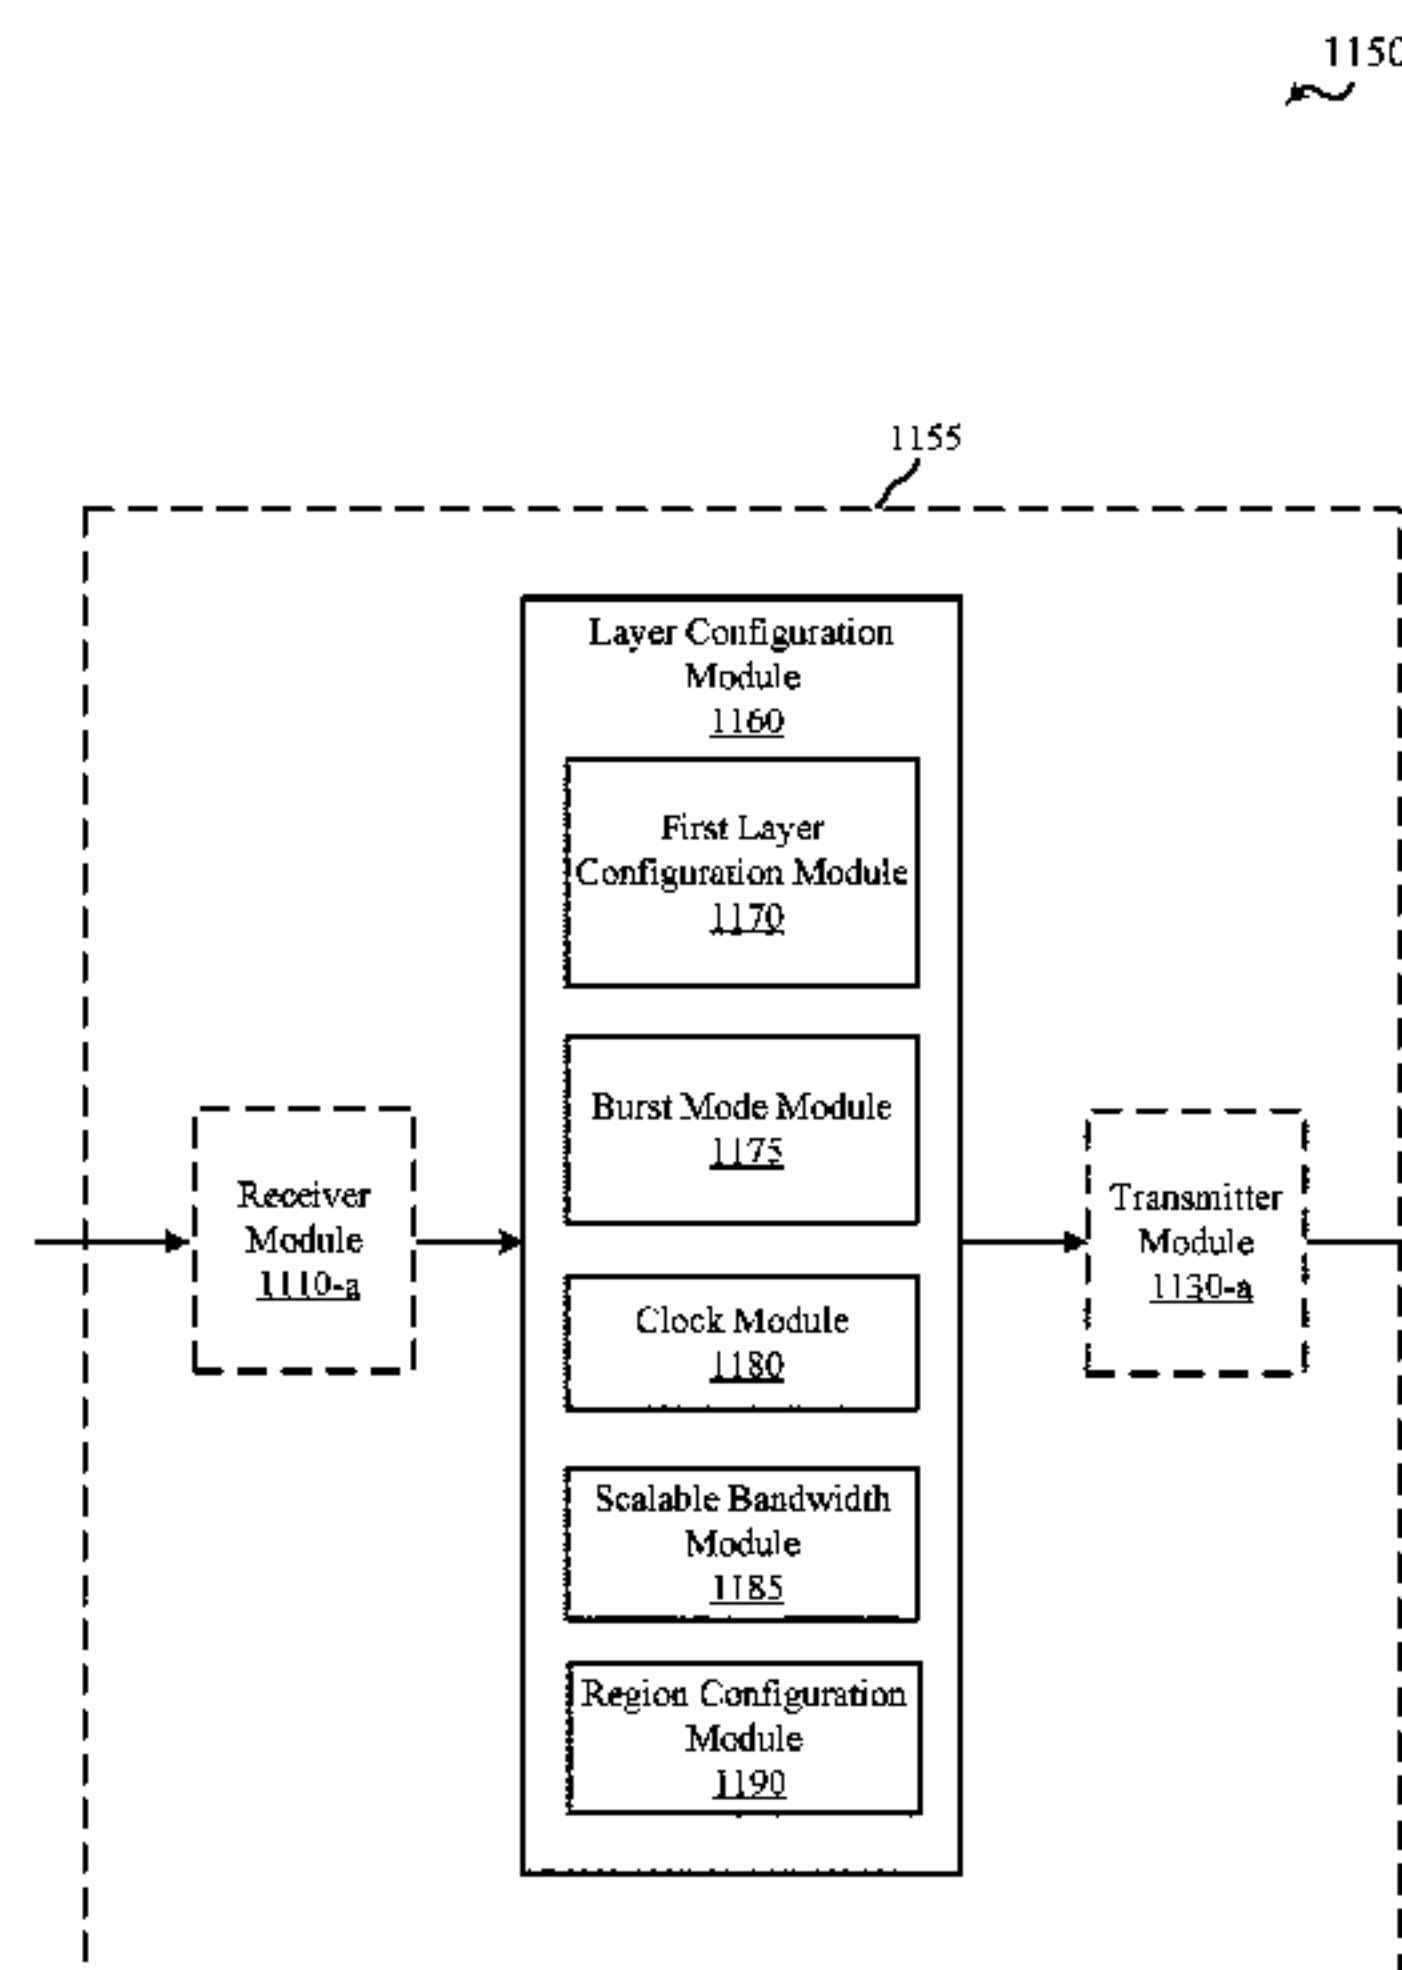 1150
1155
Layer Configuration
Module
1160
First Layer
Configuration Module
1170
Burst Mode Module
1175
Receiver
Module
1110-a
Transmitter
Module
1130-a
Clock Module
1180
Scalable Bandwidth
Module
1185
Region Configuration
Module
1190